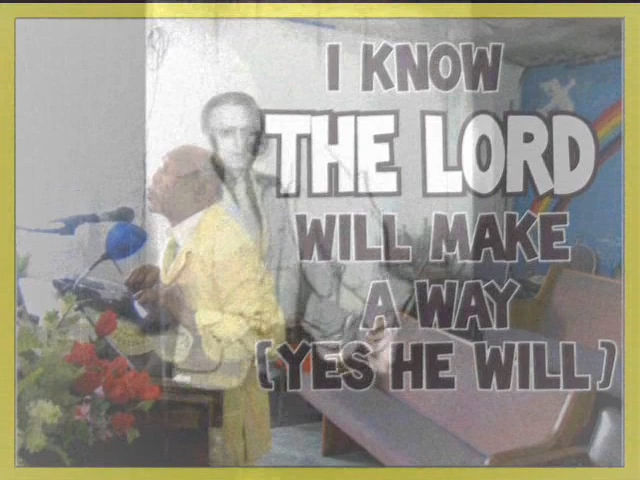 I KNOW
THE LORD
WILL MAKE
A WAY
(YES HE WILL)